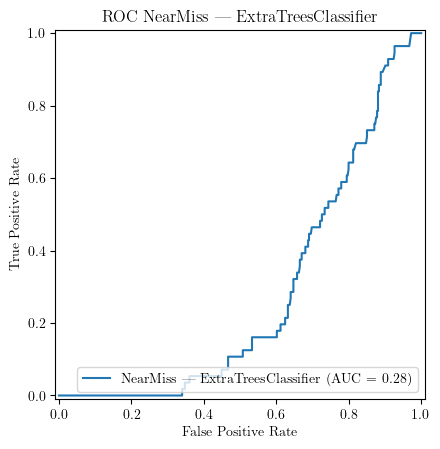 ROC NearMiss — ExtraTreesClassifier
1.0
0.8
0.6
0.4
0.2
0.0
True Positive Rate
NearMiss — ExtraTreesClassifier (AUC = 0.28)
0.0 0.2 0.4 0.6 0.8 1.0
False Positive Rate